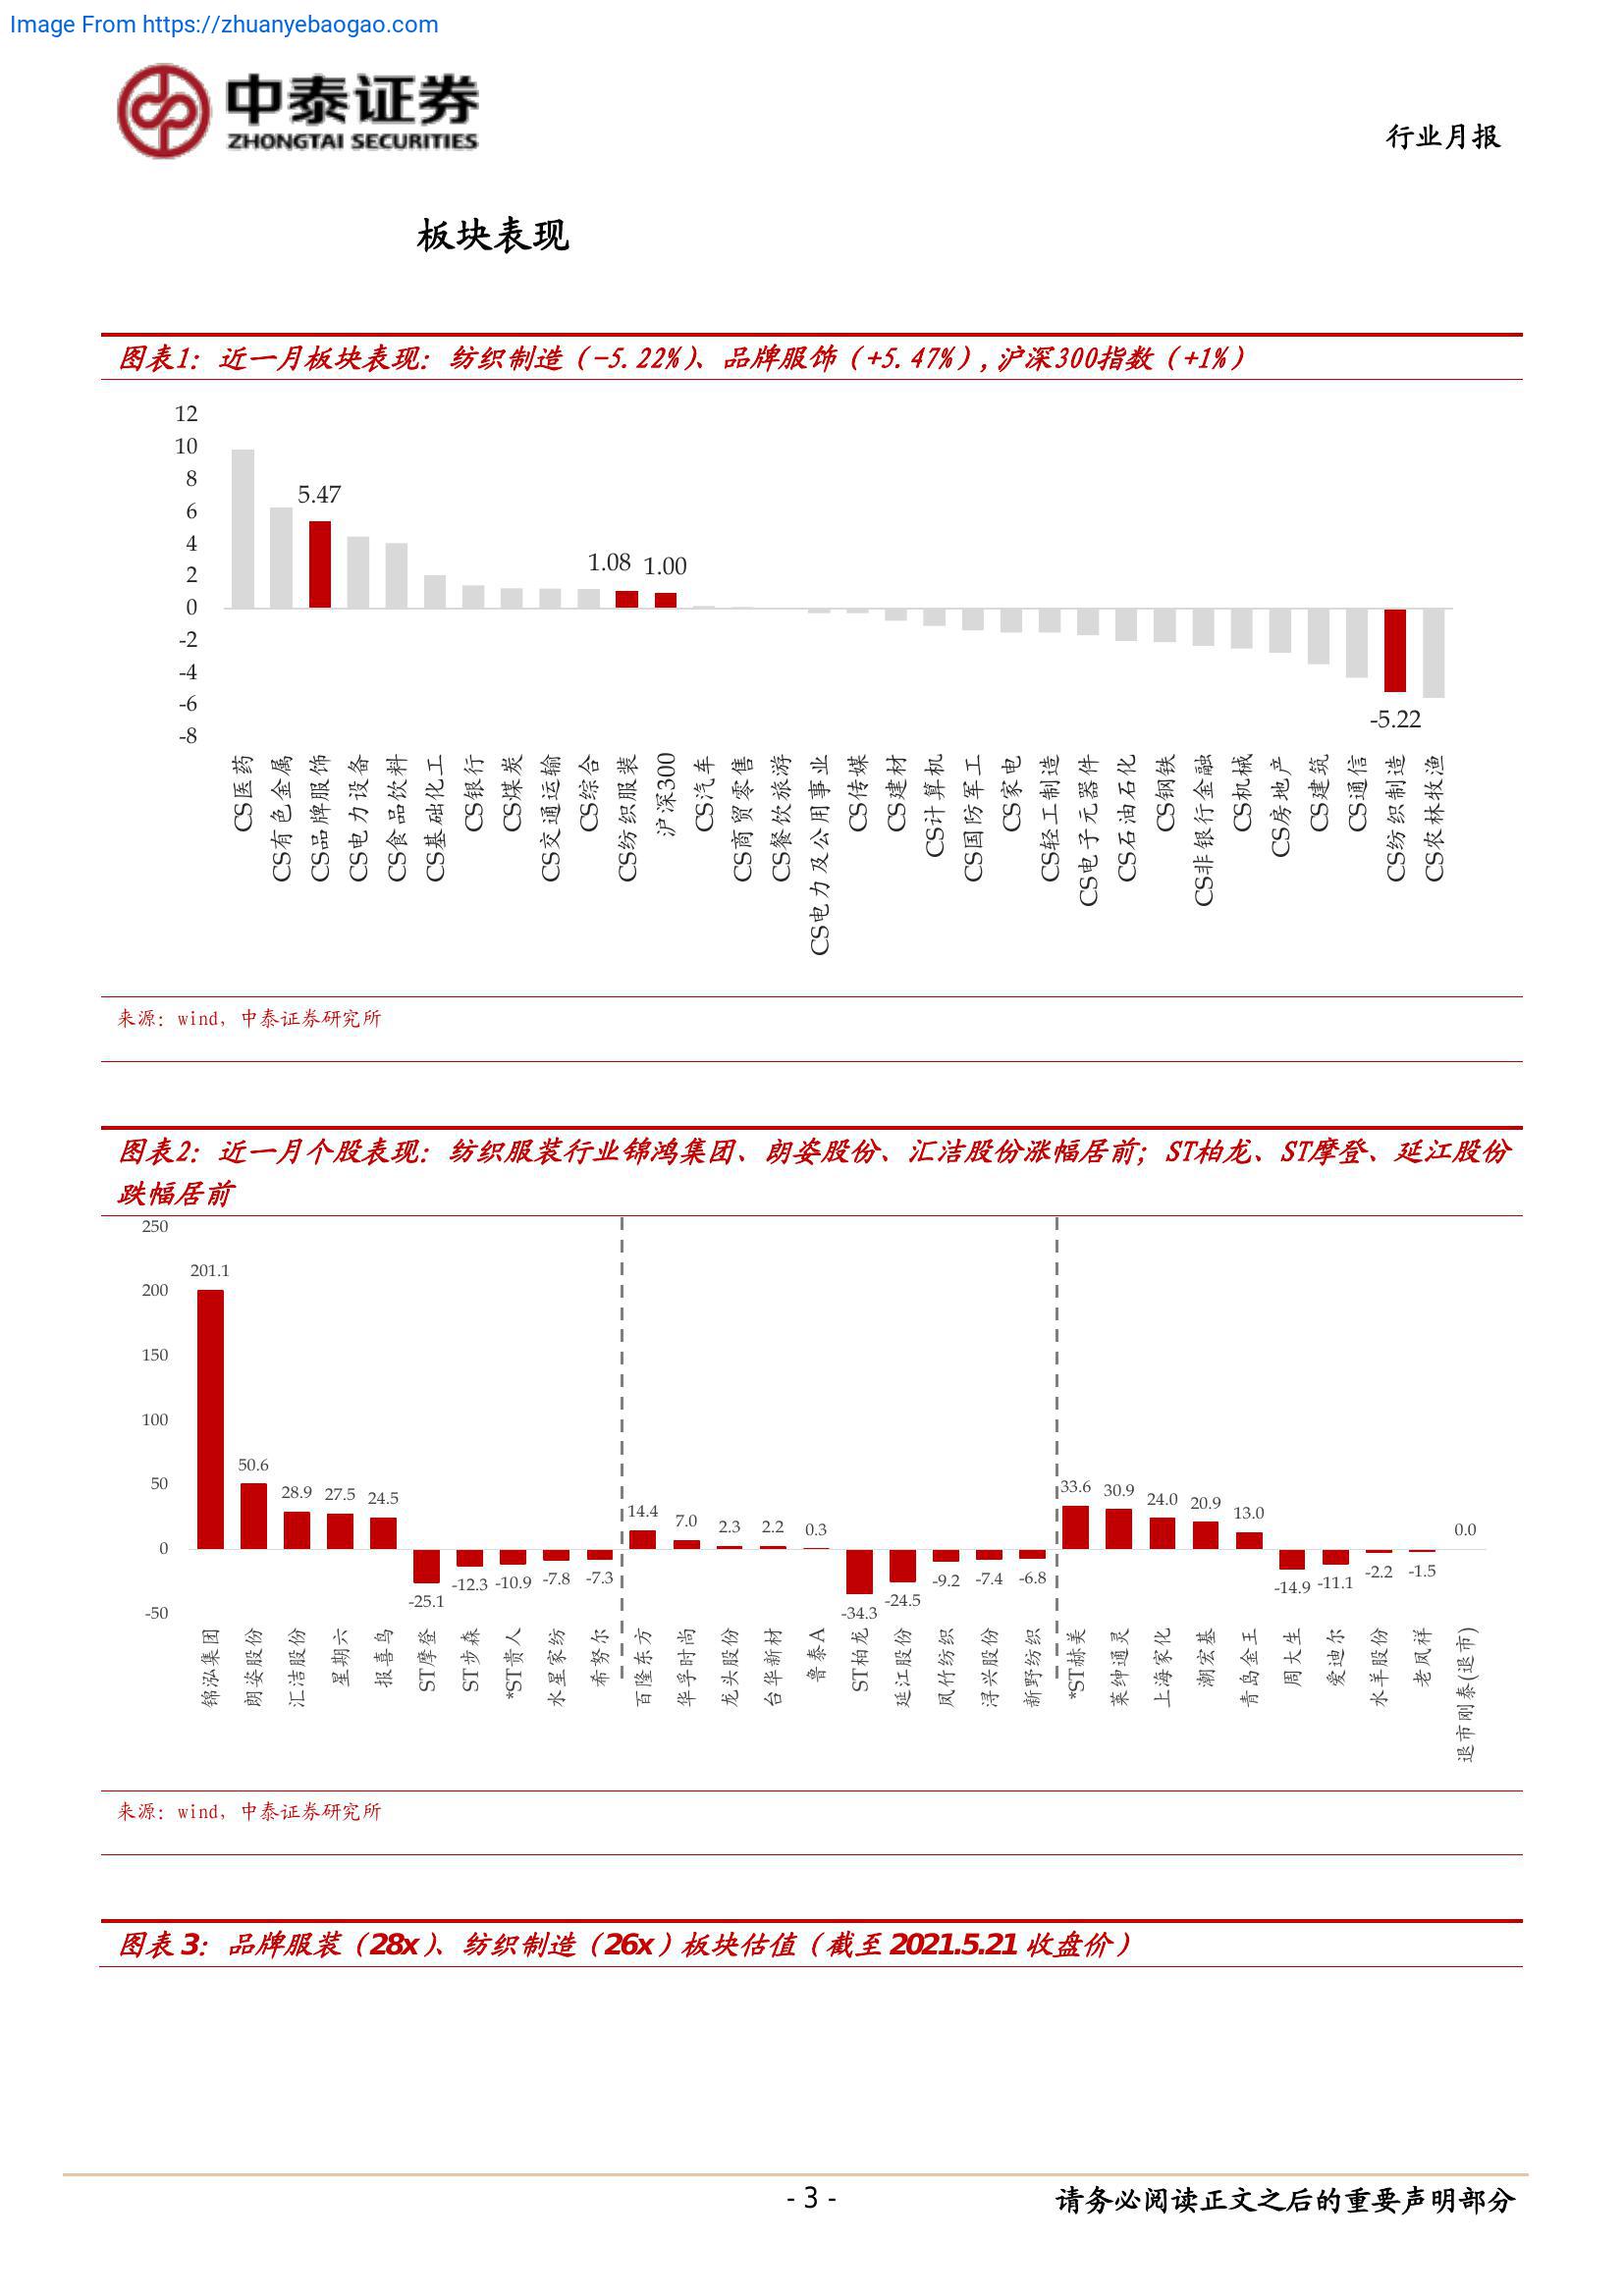 Image From https://zhuanyebaogao.com
中泰证券
ZHONGTAI SECURITIES
行业月报
板块表现
图表1：近一月板块表现：纺织制造（-5.22%）、品牌服饰（+5.47%）,沪深300指数（+1%）
12
10
8
6
4
2
0
-2
-4
-6
-8
5.47
1.08
1.00
-5.22
CS医药
CS有色金属
CS品牌服饰
CS电力设备
CS食品饮料
CS基础化工
CS银行
CS煤炭
CS交通运输
CS综合
CS纺织服装
沪深300
CS汽车
CS商贸零售
CS餐饮旅游
CS电力及公用事业
CS传媒
CS建材
CS计算机
CS国防军工
CS家电
CS轻工制造
CS电子元器件
CS石油石化
CS钢铁
CS非银行金融
CS机械
CS房地产
CS建筑
CS通信
CS纺织制造
CS农林牧渔
来源：wind，中泰证券研究所
图表2：近一月个股表现：纺织服装行业锦鸿集团、朗姿股份、汇洁股份涨幅居前；ST柏龙、ST摩登、延江股份
跌幅居前
250
200
150
100
50
0
-50
201.1
50.6
28.9
27.5
24.5
-25.1
-12.3
-10.9
-7.8
-7.3
14.4
7.0
2.3
2.2
0.3
-34.3
-24.5
-9.2
-7.4
-6.8
33.6
30.9
24.0
20.9
13.0
-14.9
-11.1
-2.2
-1.5
0.0
锦泓集团
朗姿股份
汇洁股份
星期六
报喜鸟
ST摩登
ST步森
*ST贵人
水星家纺
希努尔
百隆东方
华孚时尚
龙头股份
台华新材
鲁泰A
ST柏龙
延江股份
凤竹纺织
浔兴股份
新野纺织
*ST赫美
莱绅通灵
上海家化
潮宏基
青岛金王
周大生
爱迪尔
水羊股份
老凤祥
退市刚泰(退市)
来源：wind，中泰证券研究所
图表 3：品牌服装（28x）、纺织制造（26x）板块估值（截至 2021.5.21 收盘价）
- 3 -
请务必阅读正文之后的重要声明部分